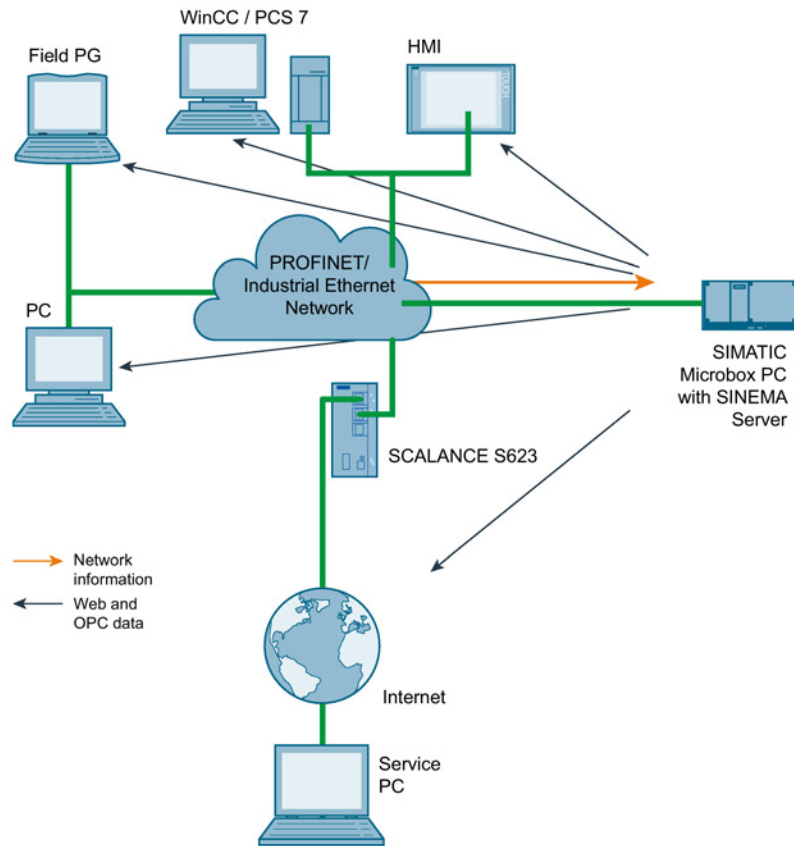 WinCC / PCS 7
Field PG
HMI
PROFINET/
Industrial Ethernet
Network
PC
SIMATIC
Microbox PC
with SINEMA
Server
SCALANCE S623
Network
information
Web and
OPC data
Internet
Service
PC